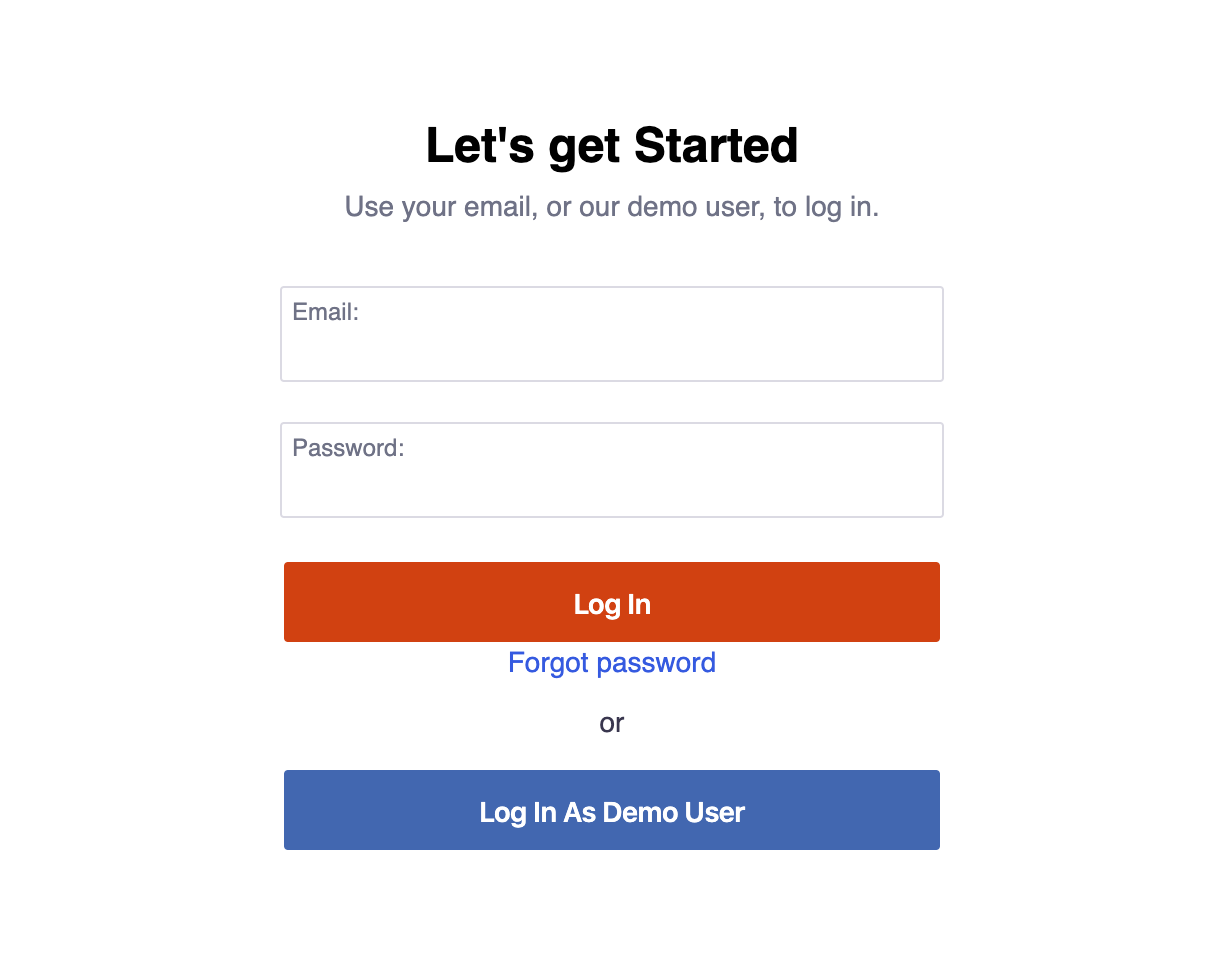 Let's get Started
Use your email, or our demo user, to log in.
Email:
Password:
Log In
Forgot password
or
Log In As Demo User